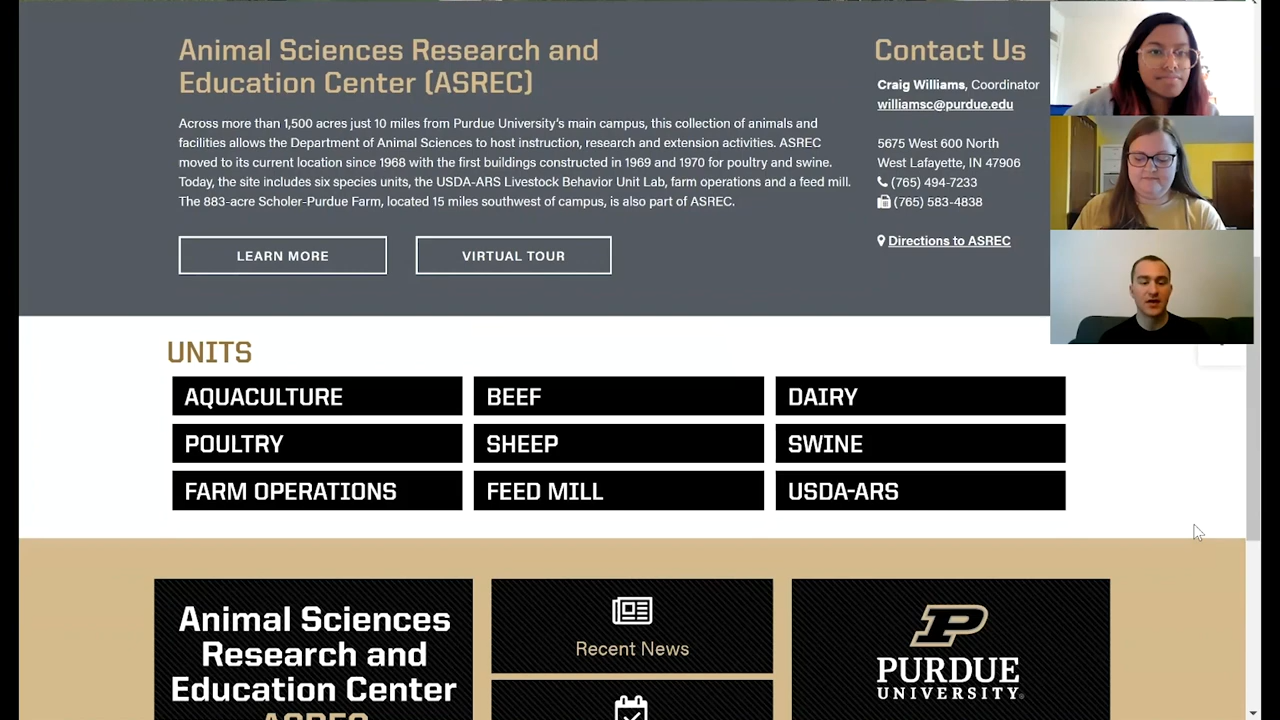 Animal Sciences Research and
Education Center (ASREC)
Across more than 1,500 acres just 10 miles from Purdue University's main campus, this collection of animals and
facilities allows the Department of Animal Sciences to host instruction, research and extension activities. ASREC
moved to its current location since 1968 with the first buildings constructed in 1969 and 1970 for poultry and swine.
Today, the site includes six species units, the USDA-ARS Livestock Behavior Unit Lab, farm operations and a feed mill.
The 883-acre Scholer-Purdue Farm, located 15 miles southwest of campus, is also part of ASREC.
LEARN MORE
VIRTUAL TOUR
Contact Us
Craig Williams, Coordinator
williamsc@purdue.edu
5675 West 600 North
West Lafayette, IN 47906
(765) 494-7233
(765) 583-4838
Directions to ASREC
UNITS
AQUACULTURE
BEEF
DAIRY
POULTRY
SHEEP
SWINE
FARM OPERATIONS
FEED MILL
USDA-ARS
Animal Sciences
Research and
Education Center
ASREC
Recent News
PURDUE
UNIVERSITY